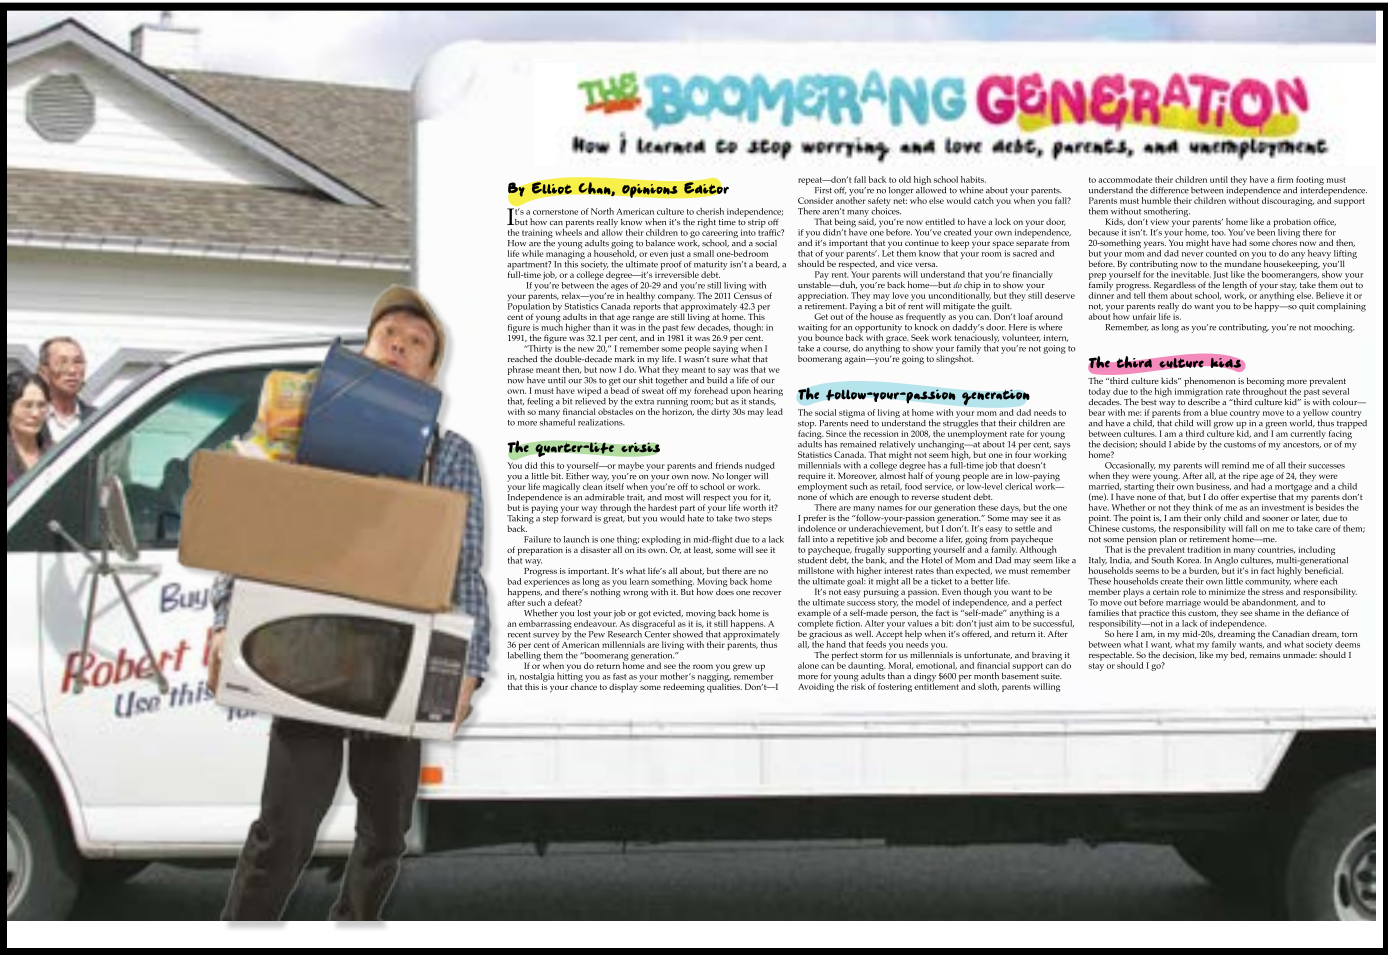 THE BOOMERANG GENERATION
How i learned to stop worrying and love debt, parents, and unemployment
By Elliot Chan, Opinions Editor
It's a cornerstone of North American culture to cherish independence;
but how can parents really know when it's the right time to strip off
the training wheels and allow their children to go careering into traffic?
How are the young adults going to balance work, school, and a social
life while managing a household, or even just a small one-bedroom
apartment? In this society, the ultimate proof of maturity isn't a beard, a
full-time job, or a college degree—it's irreversible debt.
If you're between the ages of 20-29 and you're still living with
your parents, relax—you're in healthy company. The 2011 Census of
Population by Statistics Canada reports that approximately 42.3 per
cent of young adults in that age range are still living at home. This
figure is much higher than it was in the past few decades, though: in
1991, the figure was 32.1 per cent, and in 1981 it was 26.9 per cent.
"Thirty is the new 20," I remember some people saying when I
reached the double-decade mark in my life. I wasn't sure what that
phrase meant then, but now I do. What they meant to say was that we
now have until our 30s to get our shit together and build a life of our
own. I must have wiped a bead of sweat off my forehead upon hearing
that, feeling a bit relieved by the extra running room; but as it stands,
with so many financial obstacles on the horizon, the dirty 30s may lead
to more shameful realizations.
The quarter-life crisis
You did this to yourself—or maybe your parents and friends nudged
you a little bit. Either way, you're on your own now. No longer will
your life magically clean itself when you're off to school or work.
Independence is an admirable trait, and most will respect you for it,
but is paying your way through the hardest part of your life worth it?
Taking a step forward is great, but you would hate to take two steps
back.
Failure to launch is one thing; exploding in mid-flight due to a lack
of preparation is a disaster all on its own. Or, at least, some will see it
that way.
Progress is important. It's what life's all about, but there are no
bad experiences as long as you learn something. Moving back home
happens, and there's nothing wrong with it. But how does one recover
after such a defeat?
Whether you lost your job or got evicted, moving back home is
an embarrassing endeavour. As disgraceful as it is, it still happens. A
recent survey by the Pew Research Center showed that approximately
36 per cent of American millennials are living with their parents, thus
labelling them the "boomerang generation."
If or when you do return home and see the room you grew up
in, nostalgia hitting you as fast as your mother's nagging, remember
that this is your chance to display some redeeming qualities. Don't—I
repeat—don't fall back to old high school habits.
First off, you're no longer allowed to whine about your parents.
Consider another safety net: who else would catch you when you fall?
There aren't many choices.
That being said, you're now entitled to have a lock on your door,
if you didn't have one before. You've created your own independence,
and it's important that you continue to keep your space separate from
that of your parents'. Let them know that your room is sacred and
should be respected, and vice versa.
Pay rent. Your parents will understand that you're financially
unstable—duh, you're back home—but do chip in to show your
appreciation. They may love you unconditionally, but they still deserve
a retirement. Paying a bit of rent will mitigate the guilt.
Get out of the house as frequently as you can. Don't loaf around
waiting for an opportunity to knock on daddy's door. Here is where
you bounce back with grace. Seek work tenaciously, volunteer, intern,
take a course, do anything to show your family that you're not going to
boomerang again—you're going to slingshot.
The follow-your-passion generation
The social stigma of living at home with your mom and dad needs to
stop. Parents need to understand the struggles that their children are
facing. Since the recession in 2008, the unemployment rate for young
adults has remained relatively unchanging—at about 14 per cent, says
Statistics Canada. That might not seem high, but one in four working
millennials with a college degree has a full-time job that doesn't
require it. Moreover, almost half of young people are in low-paying
employment such as retail, food service, or low-level clerical work—
none of which are enough to reverse student debt.
There are many names for our generation these days, but the one
I prefer is the "follow-your-passion generation." Some may see it as
indolence or underachievement, but I don't. It's easy to settle and
fall into a repetitive job and become a lifer, going from paycheque
to paycheque, frugally supporting yourself and a family. Although
student debt, the bank, and the Hotel of Mom and Dad may seem like a
millstone with higher interest rates than expected, we must remember
the ultimate goal: it might all be a ticket to a better life.
It's not easy pursuing a passion. Even though you want to be
the ultimate success story, the model of independence, and a perfect
example of a self-made person, the fact is "self-made" anything is a
complete fiction. Alter your values a bit: don't just aim to be successful,
be gracious as well. Accept help when it's offered, and return it. After
all, the hand that feeds you needs you.
The perfect storm for us millennials is unfortunate, and braving it
alone can be daunting. Moral, emotional, and financial support can do
more for young adults than a dingy $600 per month basement suite.
Avoiding the risk of fostering entitlement and sloth, parents willing
to accommodate their children until they have a firm footing must
understand the difference between independence and interdependence.
Parents must humble their children without discouraging, and support
them without smothering.
Kids, don't view your parents' home like a probation office,
because it isn't. It's your home, too. You've been living there for
20-something years. You might have had some chores now and then,
but your mom and dad never counted on you to do any heavy lifting
before. By contributing now to the mundane housekeeping, you'll
prep yourself for the inevitable. Just like the boomerangers, show your
family progress. Regardless of the length of your stay, take them out to
dinner and tell them about school, work, or anything else. Believe it or
not, your parents really do want you to be happy—so quit complaining
about how unfair life is.
Remember, as long as you're contributing, you're not mooching.
The third culture kids
The "third culture kids" phenomenon is becoming more prevalent
today due to the high immigration rate throughout the past several
decades. The best way to describe a "third culture kid" is with colour—
bear with me: if parents from a blue country move to a yellow country
and have a child, that child will grow up in a green world, thus trapped
between cultures. I am a third culture kid, and I am currently facing
the decision; should I abide by the customs of my ancestors, or of my
home?
Occasionally, my parents will remind me of all their successes
when they were young. After all, at the ripe age of 24, they were
married, starting their own business, and had a mortgage and a child
(me). I have none of that, but I do offer expertise that my parents don't
have. Whether or not they think of me as an investment is besides the
point. The point is, I am their only child and sooner or later, due to
Chinese customs, the responsibility will fall on me to take care of them;
not some pension plan or retirement home—me.
That is the prevalent tradition in many countries, including
Italy, India, and South Korea. In Anglo cultures, multi-generational
households seems to be a burden, but it's in fact highly beneficial.
These households create their own little community, where each
member plays a certain role to minimize the stress and responsibility.
To move out before marriage would be abandonment, and to
families that practice this custom, they see shame in the defiance of
responsibility—not in a lack of independence.
So here I am, in my mid-20s, dreaming the Canadian dream, torn
between what I want, what my family wants, and what society deems
respectable. So the decision, like my bed, remains unmade: should I
stay or should I go?
Buy
Robert
Use this